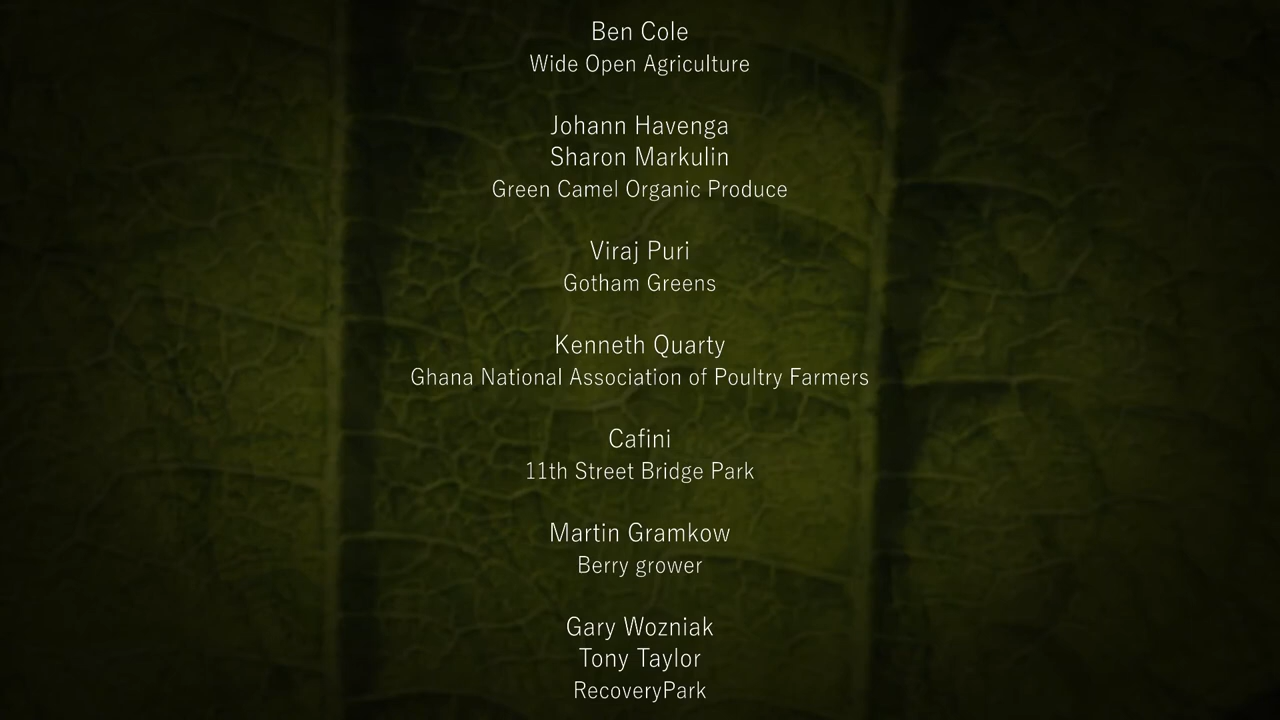 Ben Cole
Wide Open Agriculture
Johann Havenga
Sharon Markulin
Green Camel Organic Produce
Viraj Puri
Gotham Greens
Kenneth Quarty
Ghana National Association of Poultry Farmers
Cafini
11th Street Bridge Park
Martin Gramkow
Berry grower
Gary Wozniak
Tony Taylor
RecoveryPark